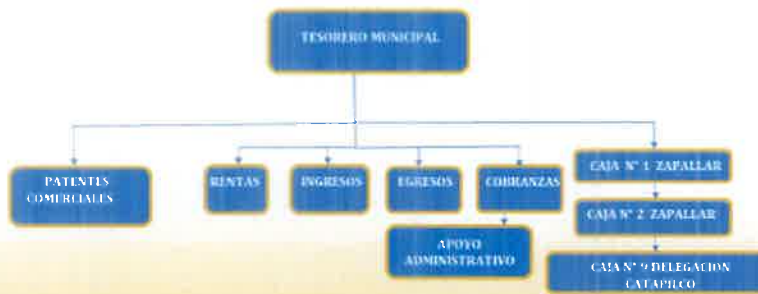 TESORERO MUNICIPAL
PATENTES
COMERCIALES
RENTAS
INGRESOS
EGRESOS
COBRANZAS
CAJA N° 1 ZAPALLAR
CAJA N° 2 ZAPALLAR
APOYO
ADMINISTRATIVO
CAJA N° 9 DELEGACION
CATAPILCO